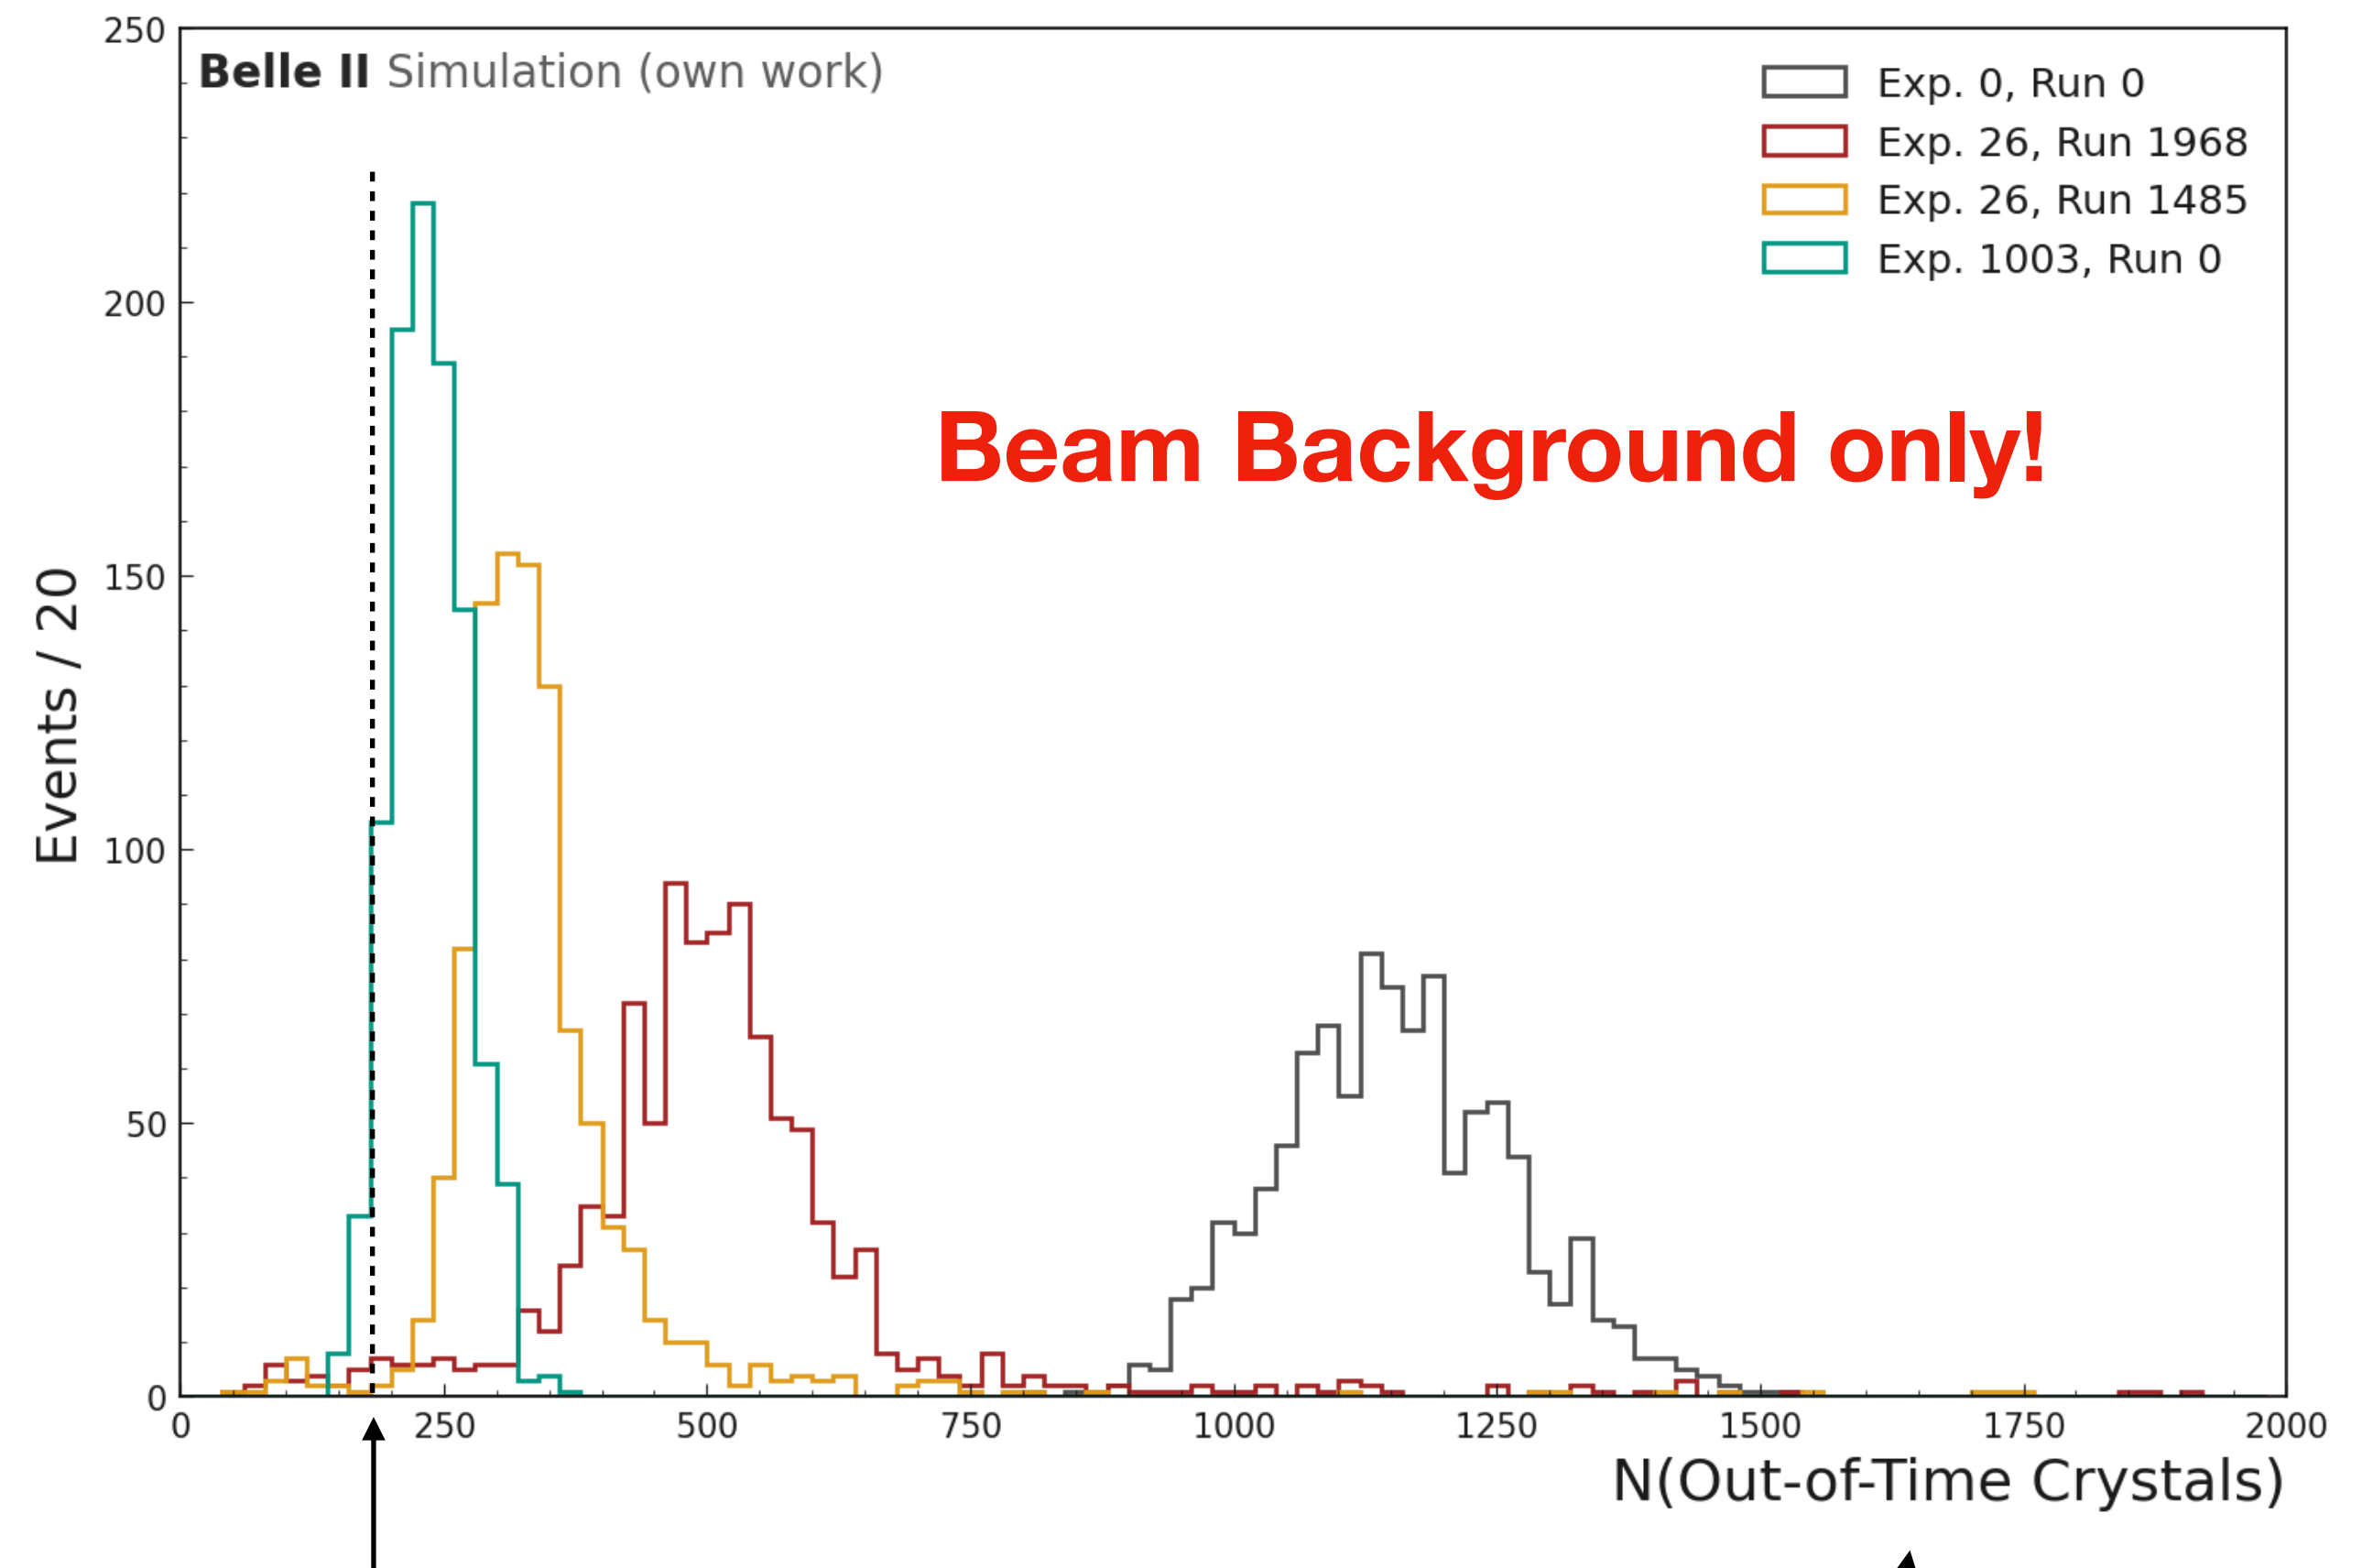 Belle II Simulation (own work)
Exp. 0, Run 0
Exp. 26, Run 1968
Exp. 26, Run 1485
Exp. 1003, Run 0
Beam Background only!
Events / 20
250
200
150
100
50
0
0 250 500 750 1000 1250 1500 1750 2000
N(Out-of-Time Crystals)